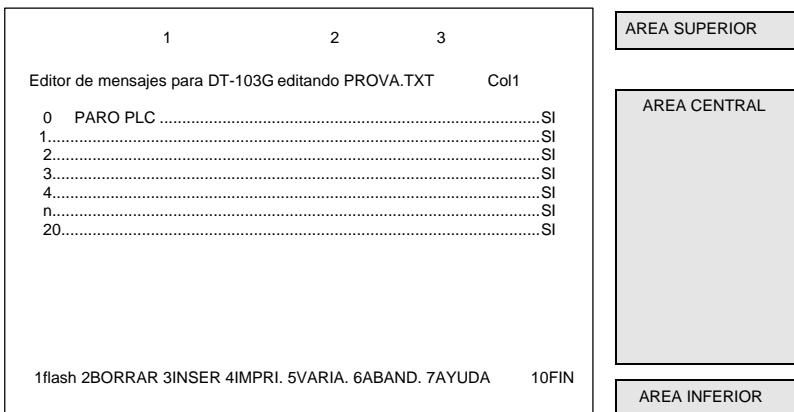 1 2 3
AREA SUPERIOR
Editor de mensajes para DT-103G editando PROVA.TXT Col1
AREA CENTRAL
0 PARO PLC ..........................................................................................SI
1....................................................................................................................SI
2...................................................................................................................SI
3...................................................................................................................SI
4...................................................................................................................SI
n...................................................................................................................SI
20.................................................................................................................SI
1flash 2BORRAR 3INSER 4IMPRI. 5VARIA. 6ABAND. 7AYUDA 10FIN
AREA INFERIOR